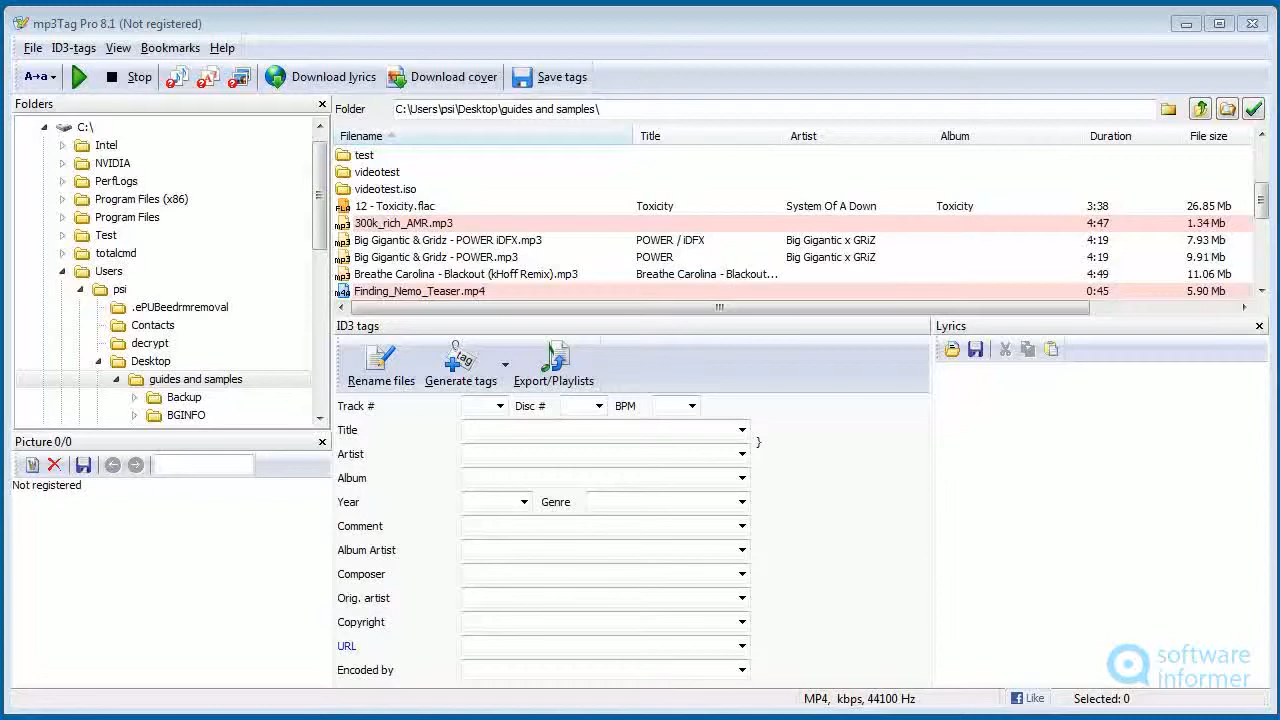 mp3Tag Pro 8.1 (Not registered)
File ID3-tags View Bookmarks Help
A→a Stop Download lyrics Download cover Save tags
Folders
C:\
Intel
NVIDIA
PerfLogs
Program Files (x86)
Program Files
Test
totalcmd
Users
psi
.ePUBeedrmremoval
Contacts
decrypt
Desktop
guides and samples
Backup
BGINFO
Picture 0/0
Not registered
Folder C:\Users\psi\Desktop\guides and samples\
Filename Title Artist Album Duration File size
test
videotest
videotest.iso
12 - Toxicity.flac Toxicity System Of A Down Toxicity 3:38 26.85 Mb
300k_rich_AMR.mp3 4:47 1.34 Mb
Big Gigantic & Gridz - POWER iDFX.mp3 POWER / iDFX Big Gigantic x GRiZ 4:19 7.93 Mb
Big Gigantic & Gridz - POWER.mp3 POWER Big Gigantic x GRiZ 4:19 9.91 Mb
Breathe Carolina - Blackout (kHoff Remix).mp3 Breathe Carolina - Blackout... 4:49 11.06 Mb
Finding_Nemo_Teaser.mp4 0:45 5.90 Mb
ID3 tags
Rename files Generate tags Export/Playlists
Track # Disc # BPM
Title
}
Artist
Album
Year Genre
Comment
Album Artist
Composer
Orig. artist
Copyright
URL
Encoded by
Lyrics
software
informer
MP4, kbps, 44100 Hz Like Selected: 0